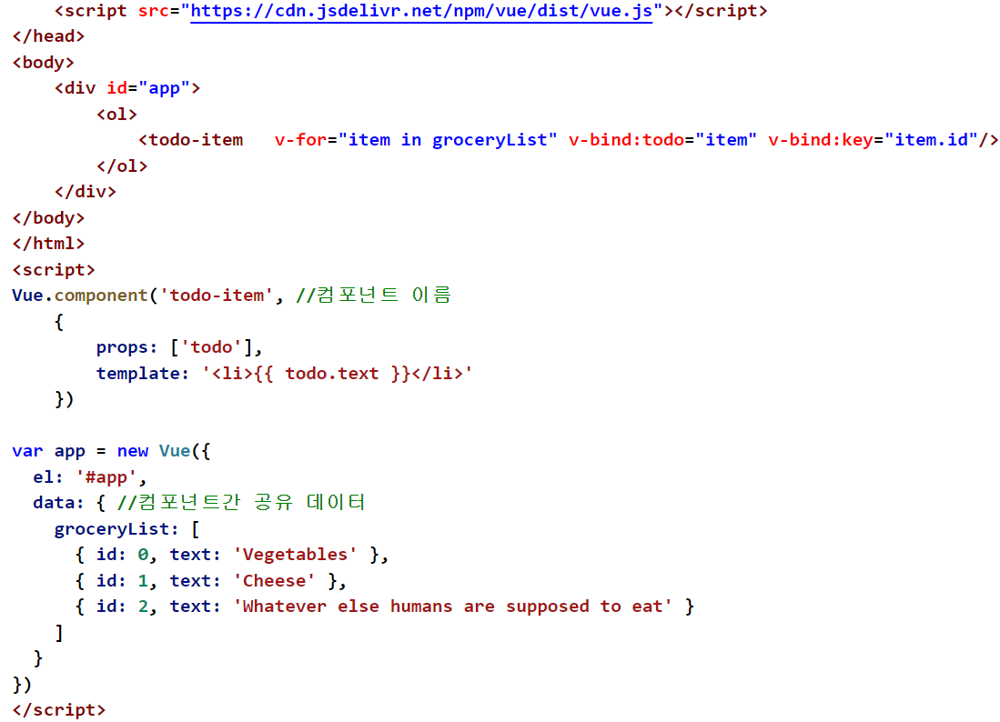 <script src="https://cdn.jsdelivr.net/npm/vue/dist/vue.js"></script>
</head>
<body>
    <div id="app">
        <ol>
            <todo-item   v-for="item in groceryList" v-bind:todo="item" v-bind:key="item.id"/>
        </ol>
    </div>
</body>
</html>
<script>
Vue.component('todo-item', //컴포넌트 이름
    {
        props: ['todo'],
        template: '<li>{{ todo.text }}</li>'
    })

var app = new Vue({
  el: '#app',
  data: { //컴포넌트간 공유 데이터
    groceryList: [
      { id: 0, text: 'Vegetables' },
      { id: 1, text: 'Cheese' },
      { id: 2, text: 'Whatever else humans are supposed to eat' }
    ]
  }
})
</script>